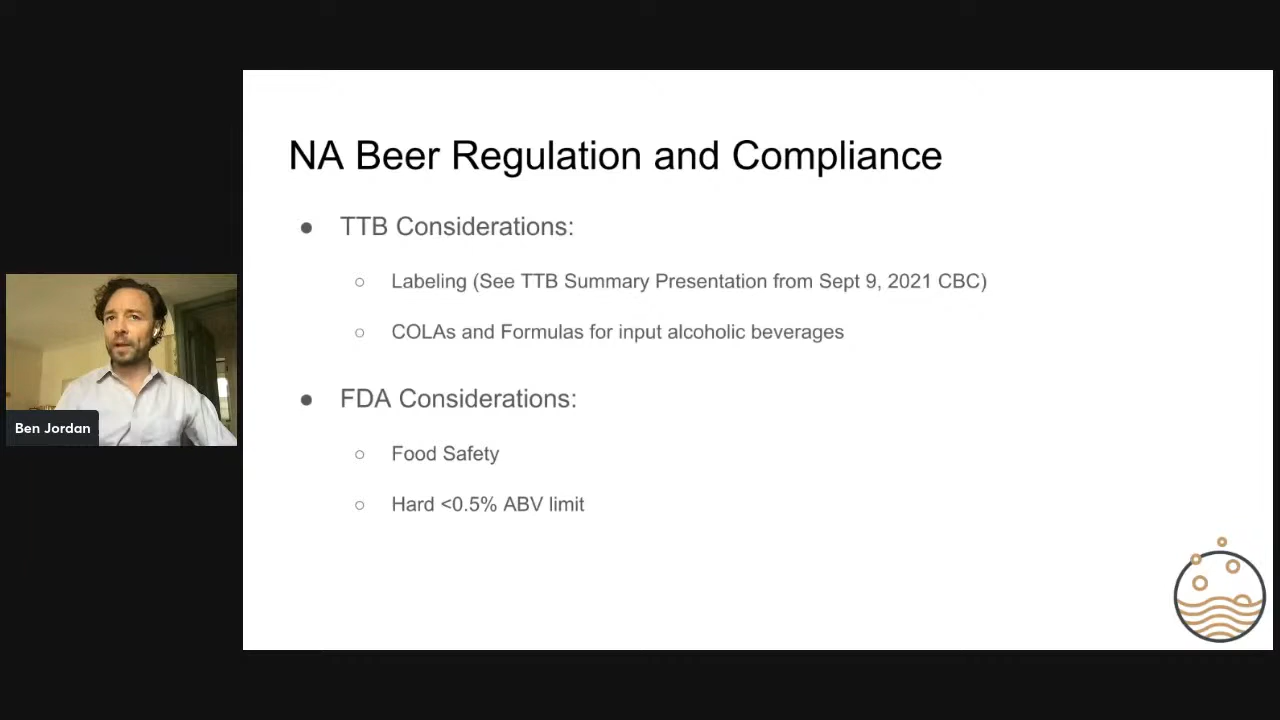 NA Beer Regulation and Compliance
● TTB Considerations:
○ Labeling (See TTB Summary Presentation from Sept 9, 2021 CBC)
○ COLAs and Formulas for input alcoholic beverages
● FDA Considerations:
○ Food Safety
○ Hard <0.5% ABV limit
Ben Jordan